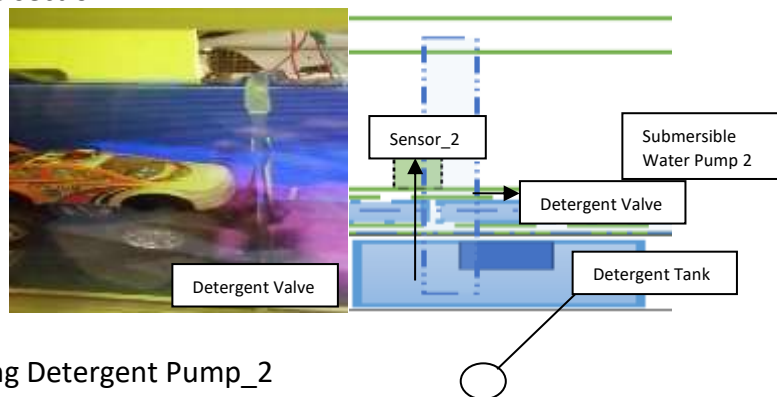 Sensor_2
Submersible
Water Pump 2
Detergent Valve
Detergent Valve
Detergent Tank
Detergent Pump_2